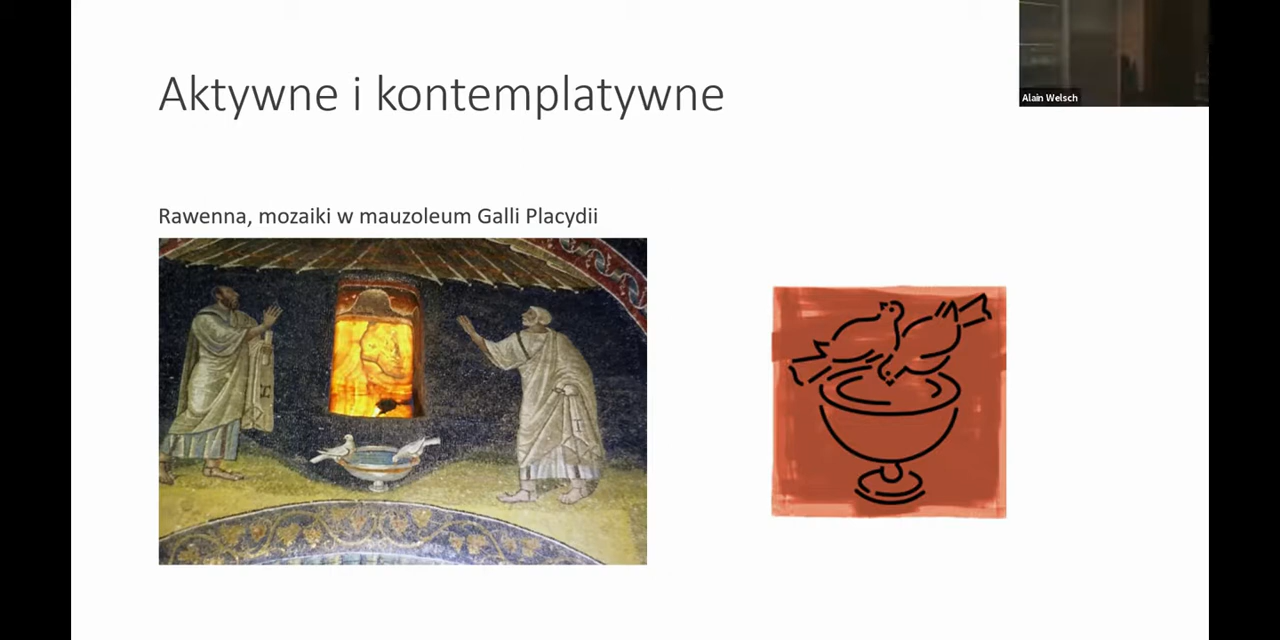 Aktywne i kontemplatywne
Alain Welsch
Rawenna, mozaiki w mauzoleum Galli Placydii